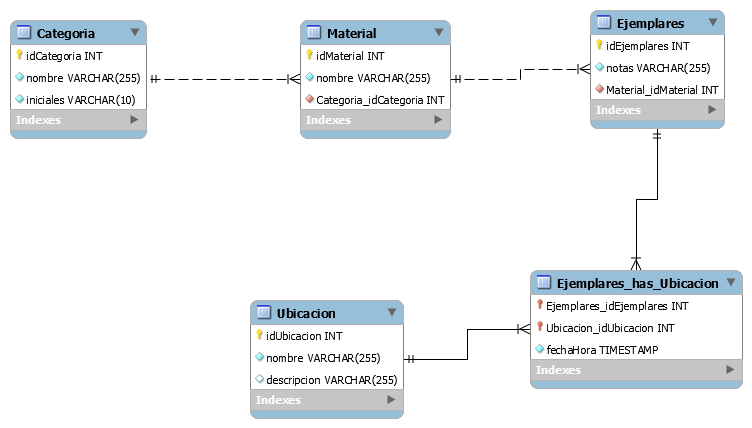 Categoria
idCategoria INT
nombre VARCHAR(255)
iniciales VARCHAR(10)
Indexes
Material
idMaterial INT
nombre VARCHAR(255)
Categoria_idCategoria INT
Indexes
Ejemplares
idEjemplares INT
notas VARCHAR(255)
Material_idMaterial INT
Indexes
Ubicacion
idUbicacion INT
nombre VARCHAR(255)
descripcion VARCHAR(255)
Indexes
Ejemplares_has_Ubicacion
Ejemplares_idEjemplares INT
Ubicacion_idUbicacion INT
fechaHora TIMESTAMP
Indexes